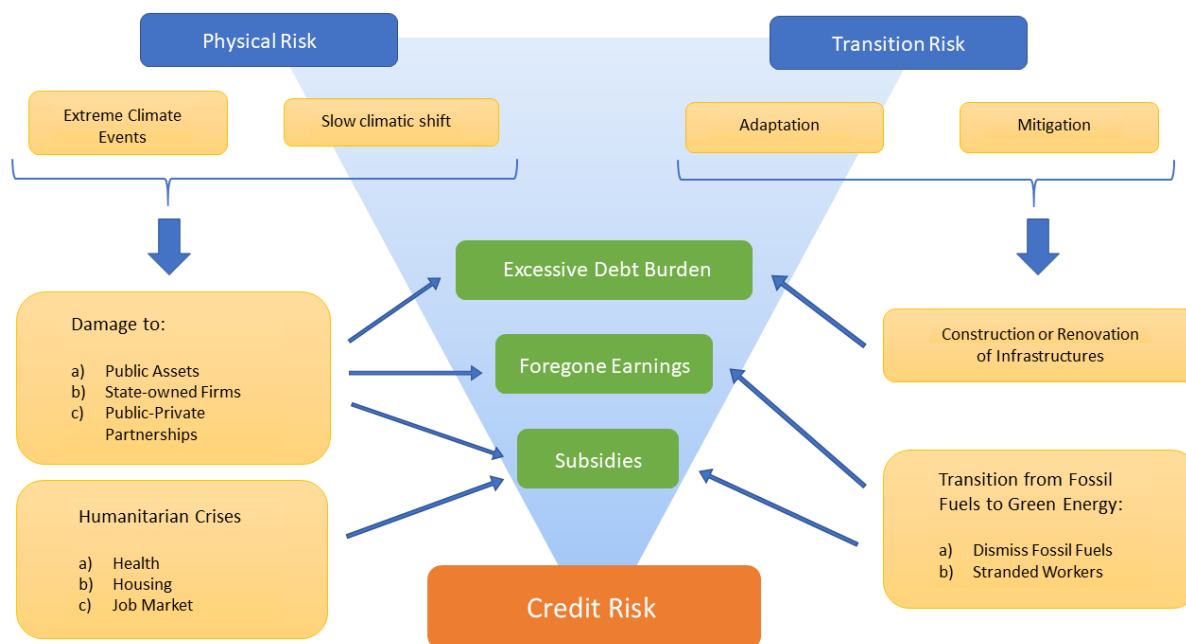 Physical Risk
Transition Risk
Extreme Climate
Events
Slow climatic shift
Adaptation
Mitigation
Excessive Debt Burden
Foregone Earnings
Subsidies
Damage to:
a) Public Assets
b) State-owned Firms
c) Public-Private
Partnerships
Humanitarian Crises
a) Health
b) Housing
c) Job Market
Construction or Renovation
of Infrastructures
Transition from Fossil
Fuels to Green Energy:
a) Dismiss Fossil Fuels
b) Stranded Workers
Credit Risk